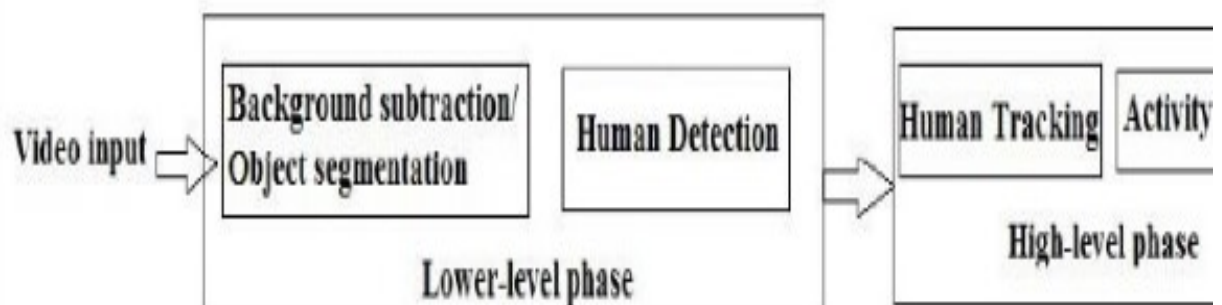 Video input
Background subtraction/
Object segmentation
Human Detection
Lower-level phase
Human Tracking
Activity
High-level phase